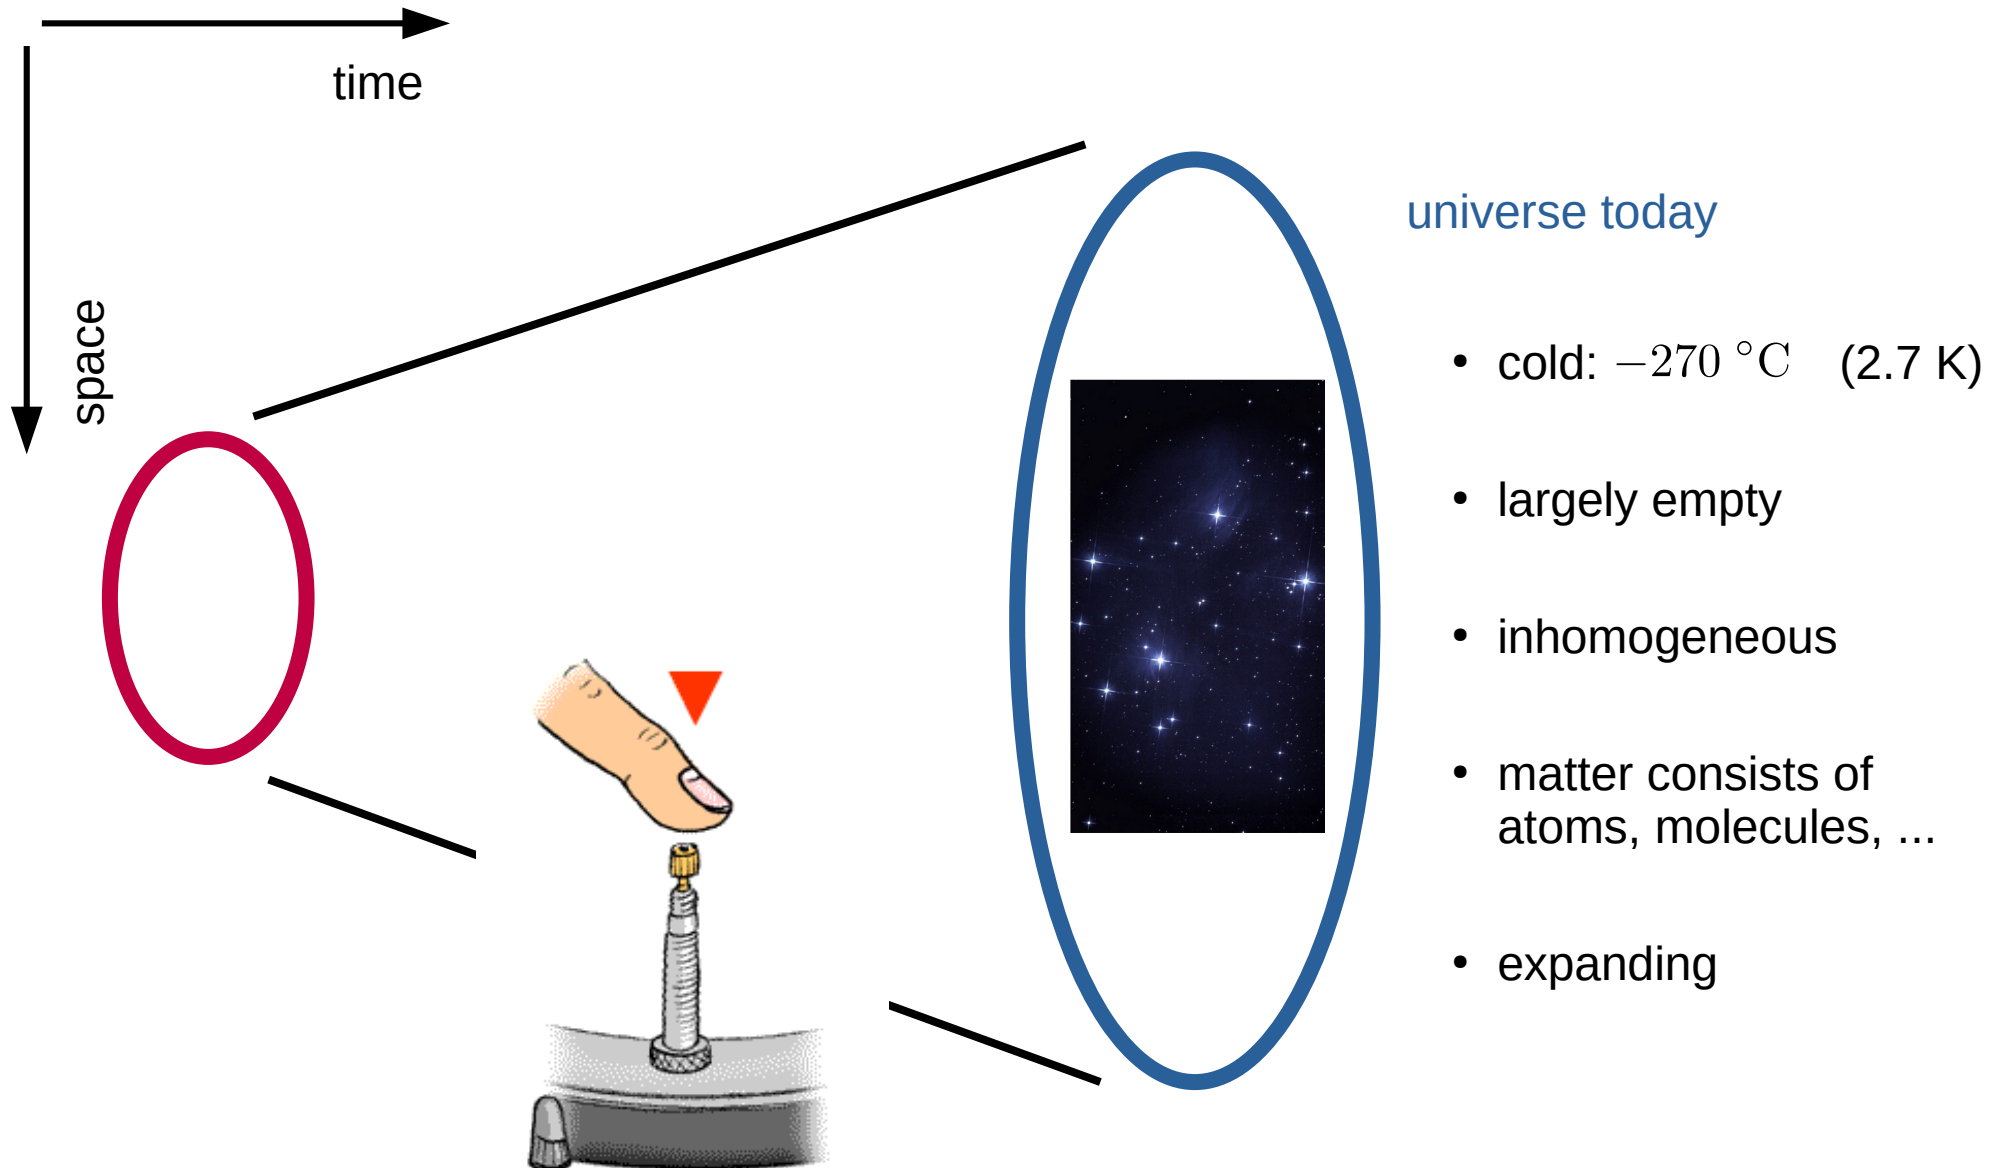 time
space
universe today
• cold: −270 °C (2.7 K)
• largely empty
• inhomogeneous
• matter consists of
atoms, molecules, ...
• expanding